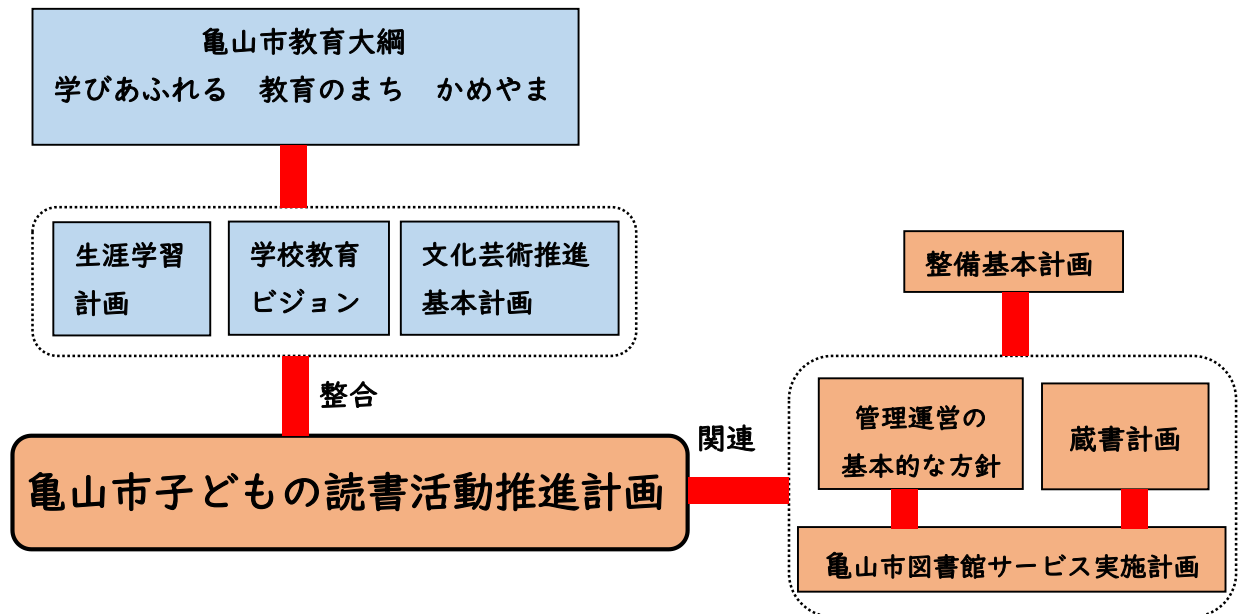 亀山市教育大綱
学びあふれる　教育のまち　かめやま
生涯学習
計画
学校教育
ビジョン
文化芸術推進
基本計画
整合
亀山市子どもの読書活動推進計画
関連
整備基本計画
管理運営の
基本的な方針
蔵書計画
亀山市図書館サービス実施計画